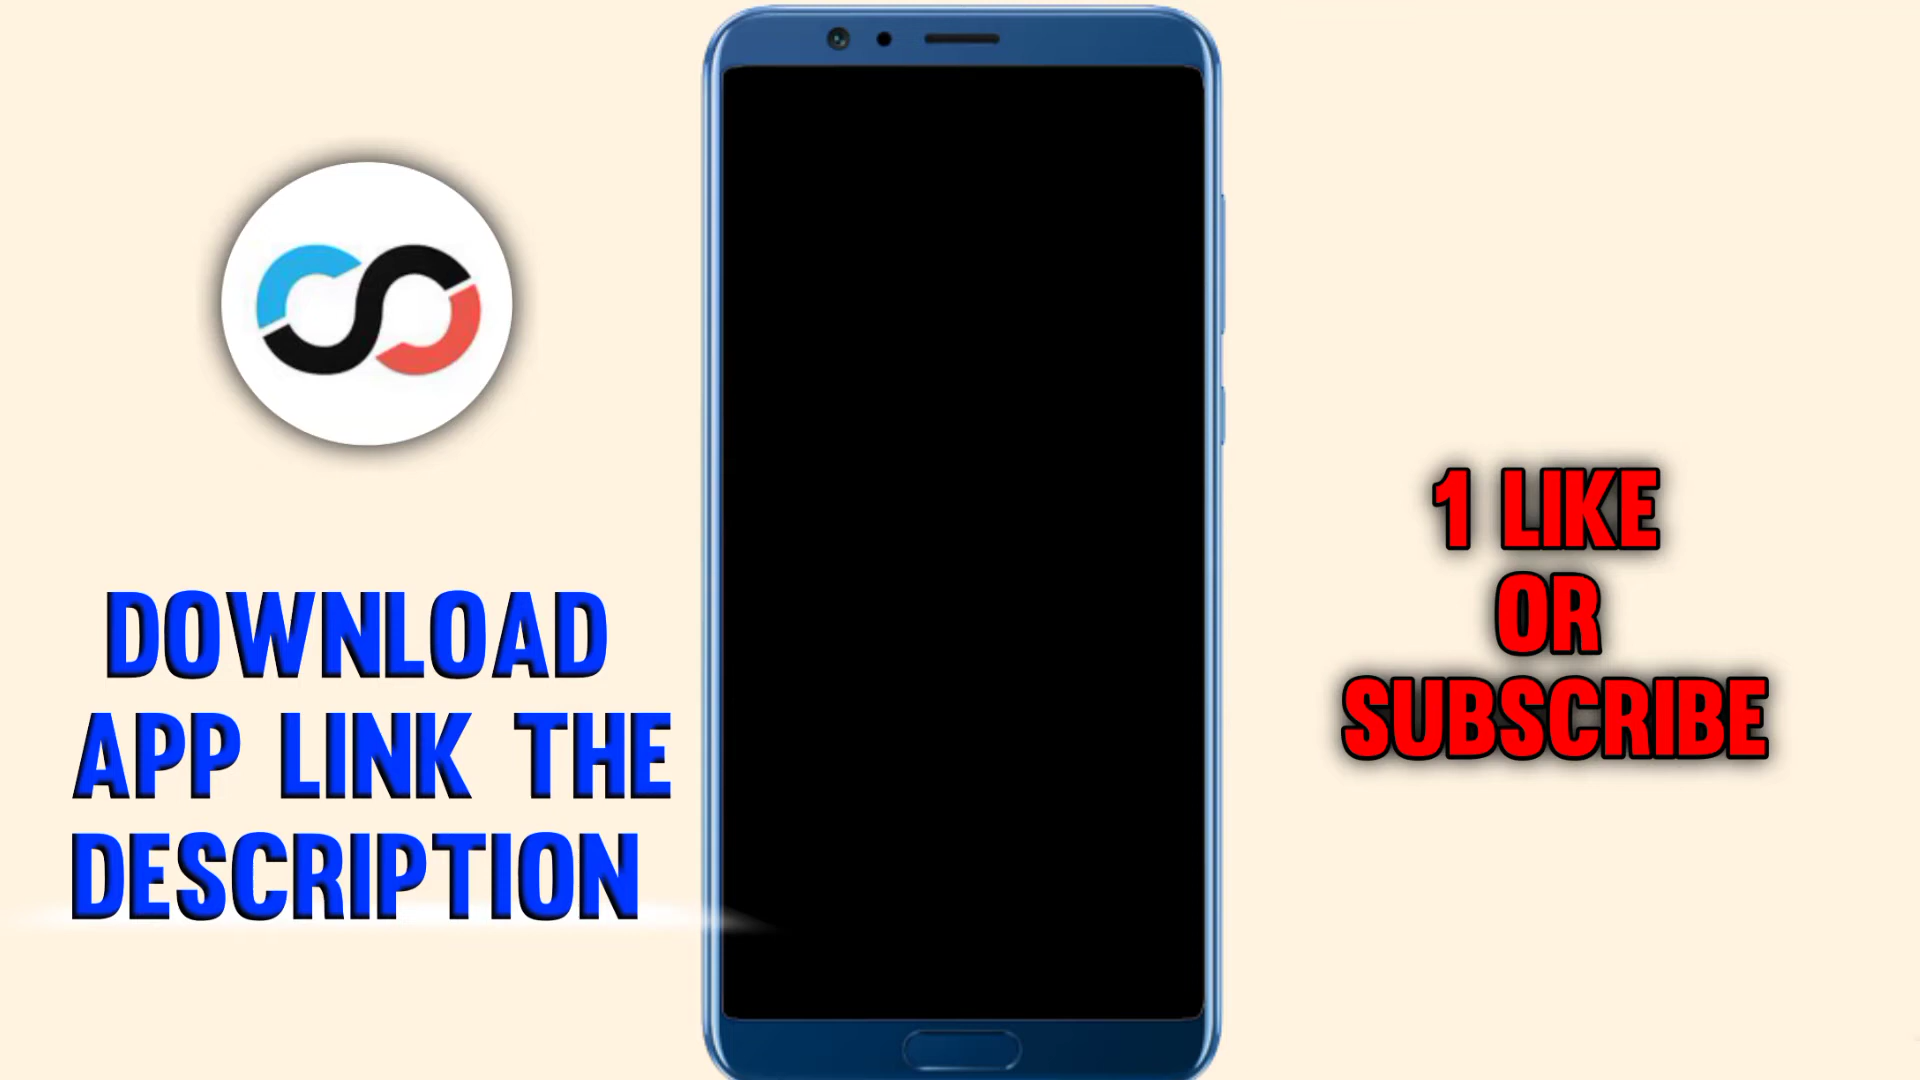 DOWNLOAD
APP LINK THE
DESCRIPTION
1 LIKE
OR
SUBSCRIBE